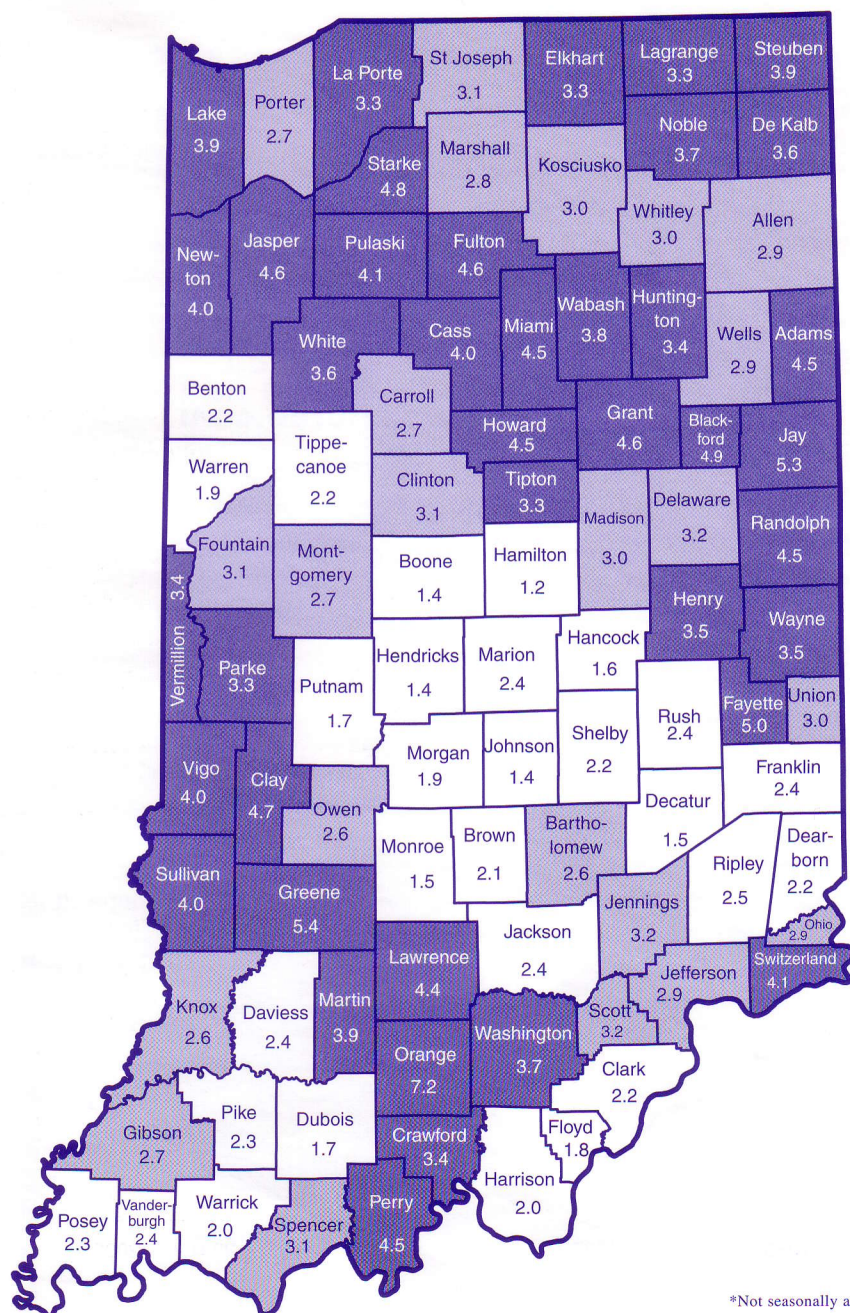 St Joseph
3.1
Elkhart
3.3
Lagrange
3.3
Steuben
3.9
La Porte
3.3
Lake
3.9
Porter
2.7
Noble
3.7
De Kalb
3.6
Starke
4.8
Marshall
2.8
Kosciusko
3.0
Whitley
3.0
Allen
2.9
New-
ton
4.0
Jasper
4.6
Pulaski
4.1
Fulton
4.6
White
3.6
Cass
4.0
Miami
4.5
Wabash
3.8
Hunting-
ton
3.4
Wells
2.9
Adams
4.5
Benton
2.2
Carroll
2.7
Howard
4.5
Grant
4.6
Black-
ford
4.9
Jay
5.3
Warren
1.9
Tippe-
canoe
2.2
Clinton
3.1
Tipton
3.3
Madison
3.0
Delaware
3.2
Randolph
4.5
Fountain
3.1
Mont-
gomery
2.7
Boone
1.4
Hamilton
1.2
Vermillion 3.4
Parke
3.3
Putnam
1.7
Hendricks
1.4
Marion
2.4
Hancock
1.6
Henry
3.5
Wayne
3.5
Rush
2.4
Fayette
5.0
Union
3.0
Vigo
4.0
Clay
4.7
Owen
2.6
Morgan
1.9
Johnson
1.4
Shelby
2.2
Decatur
1.5
Franklin
2.4
Sullivan
4.0
Greene
5.4
Monroe
1.5
Brown
2.1
Bartho-
lomew
2.6
Jennings
3.2
Ripley
2.5
Dear-
born
2.2
Ohio
2.9
Knox
2.6
Daviess
2.4
Martin
3.9
Lawrence
4.4
Jackson
2.4
Scott
3.2
Jefferson
2.9
Switzerland
4.1
Orange
7.2
Washington
3.7
Clark
2.2
Gibson
2.7
Pike
2.3
Dubois
1.7
Crawford
3.4
Floyd
1.8
Harrison
2.0
Posey
2.3
Vander-
burgh
2.4
Warrick
2.0
Spencer
3.1
Perry
4.5
*Not seasonally a